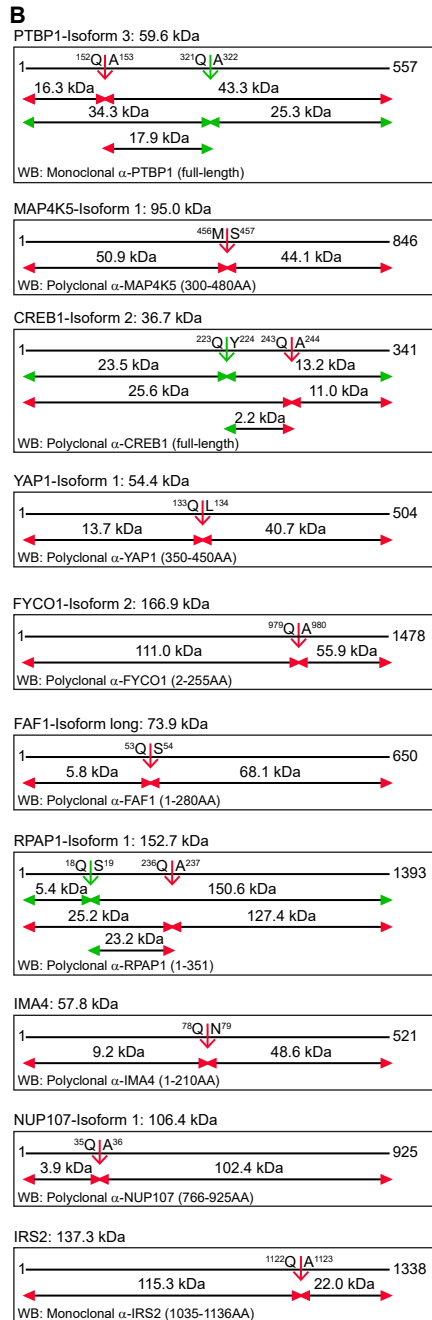 B
PTBP1-Isoform 3: 59.6 kDa
152Q A153 321Q A322
1 557
16.3 kDa 43.3 kDa
34.3 kDa 25.3 kDa
17.9 kDa
WB: Monoclonal α-PTBP1 (full-length)
MAP4K5-Isoform 1: 95.0 kDa
456M S457
1 846
50.9 kDa 44.1 kDa
WB: Polyclonal α-MAP4K5 (300-480AA)
CREB1-Isoform 2: 36.7 kDa
223Q Y224 243Q A244
1 341
23.5 kDa 13.2 kDa
25.6 kDa 11.0 kDa
2.2 kDa
WB: Polyclonal α-CREB1 (full-length)
YAP1-Isoform 1: 54.4 kDa
133Q L134
1 504
13.7 kDa 40.7 kDa
WB: Polyclonal α-YAP1 (350-450AA)
FYCO1-Isoform 2: 166.9 kDa
979Q A980
1 1478
111.0 kDa 55.9 kDa
WB: Polyclonal α-FYCO1 (2-255AA)
FAF1-Isoform long: 73.9 kDa
53Q S54
1 650
5.8 kDa 68.1 kDa
WB: Polyclonal α-FAF1 (1-280AA)
RPAP1-Isoform 1: 152.7 kDa
18Q S19 236Q A237
1 1393
5.4 kDa 150.6 kDa
25.2 kDa 127.4 kDa
23.2 kDa
WB: Polyclonal α-RPAP1 (1-351)
IMA4: 57.8 kDa
78Q N79
1 521
9.2 kDa 48.6 kDa
WB: Polyclonal α-IMA4 (1-210AA)
NUP107-Isoform 1: 106.4 kDa
35Q A36
1 925
3.9 kDa 102.4 kDa
WB: Polyclonal α-NUP107 (766-925AA)
IRS2: 137.3 kDa
1122Q A1123
1 1338
115.3 kDa 22.0 kDa
WB: Monoclonal α-IRS2 (1035-1136AA)